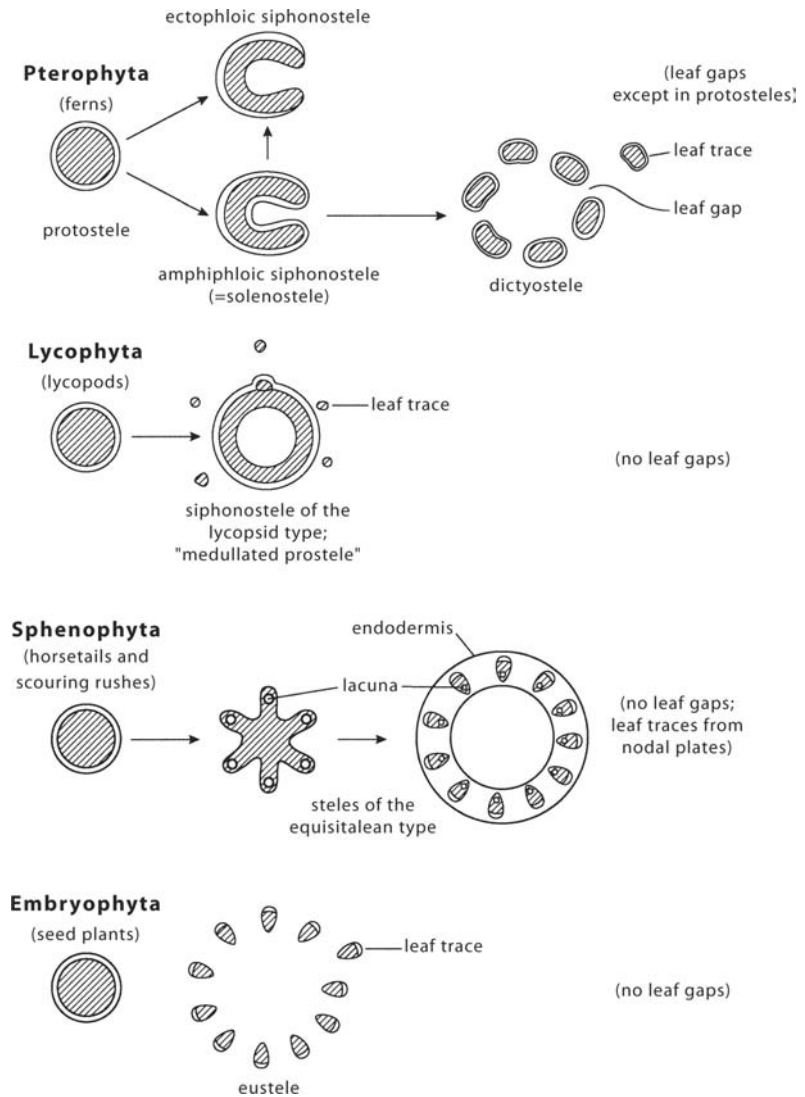 ectophloic siphonostele
Pterophyta
(ferns)
(leaf gaps
except in protosteles)
leaf trace
leaf gap
protostele
amphiphloic siphonostele
(=solenostele)
dictyostele
Lycophyta
(lycopods)
leaf trace
(no leaf gaps)
siphonostele of the
lycopsid type;
"medullated prostele"
Sphenophyta
(horsetails and
scouring rushes)
endodermis
lacuna
(no leaf gaps;
leaf traces from
nodal plates)
steles of the
equisitalean type
Embryophyta
(seed plants)
leaf trace
(no leaf gaps)
eustele